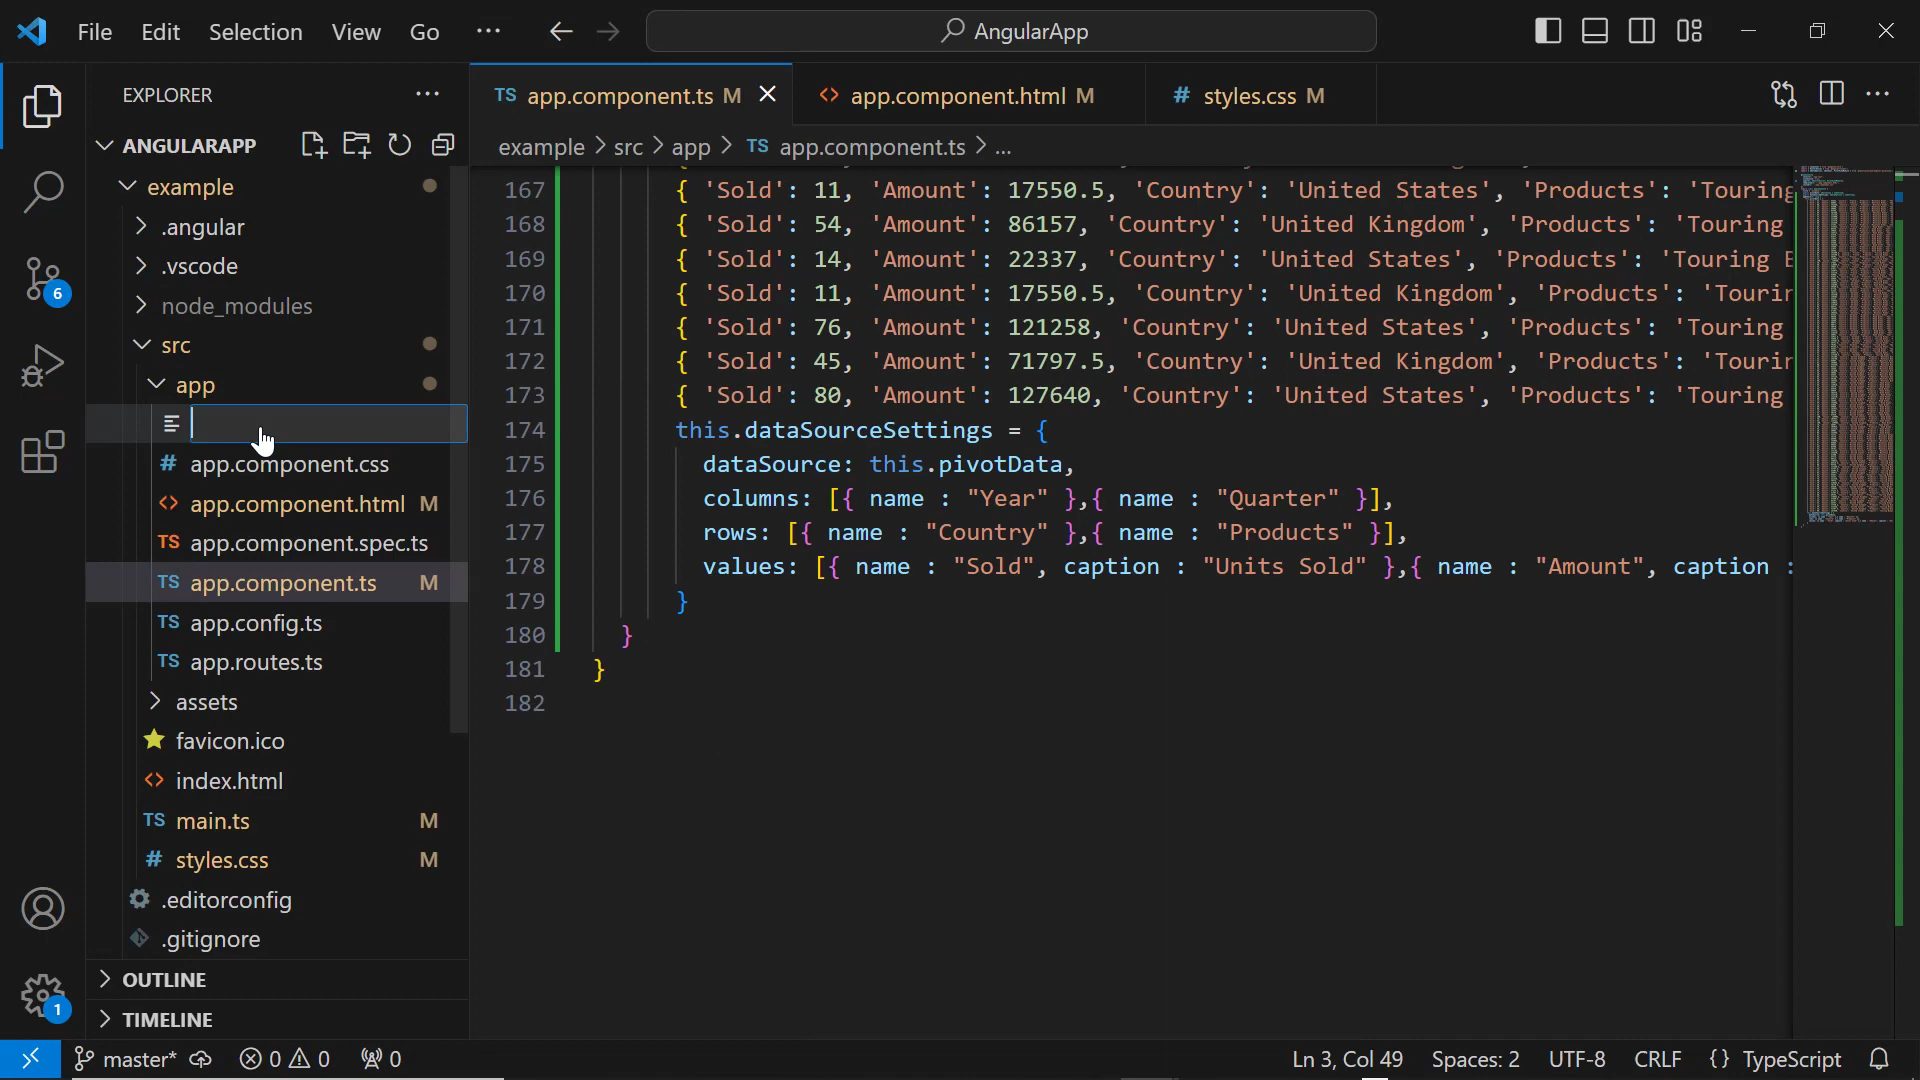 File Edit Selection View Go ... AngularApp
EXPLORER
ANGULARAPP
example
.angular
.vscode
node_modules
src
app
app.component.css
app.component.html M
app.component.spec.ts
app.component.ts M
app.config.ts
app.routes.ts
assets
favicon.ico
index.html
main.ts M
styles.css M
.editorconfig
.gitignore
OUTLINE
TIMELINE
6
1
TS app.component.ts M app.component.html M # styles.css M
example > src > app > TS app.component.ts > ...
167 { 'Sold': 11, 'Amount': 17550.5, 'Country': 'United States', 'Products': 'Touring
168 { 'Sold': 54, 'Amount': 86157, 'Country': 'United Kingdom', 'Products': 'Touring
169 { 'Sold': 14, 'Amount': 22337, 'Country': 'United States', 'Products': 'Touring
170 { 'Sold': 11, 'Amount': 17550.5, 'Country': 'United Kingdom', 'Products': 'Tourin
171 { 'Sold': 76, 'Amount': 121258, 'Country': 'United States', 'Products': 'Touring
172 { 'Sold': 45, 'Amount': 71797.5, 'Country': 'United Kingdom', 'Products': 'Tourin
173 { 'Sold': 80, 'Amount': 127640, 'Country': 'United States', 'Products': 'Touring
174 this.dataSourceSettings = {
175 dataSource: this.pivotData,
176 columns: [{ name : "Year" },{ name : "Quarter" }],
177 rows: [{ name : "Country" },{ name : "Products" }],
178 values: [{ name : "Sold", caption : "Units Sold" },{ name : "Amount", caption :
179 }
180 }
181 }
182
master* 0 0 0 Ln 3, Col 49 Spaces: 2 UTF-8 CRLF {} TypeScript